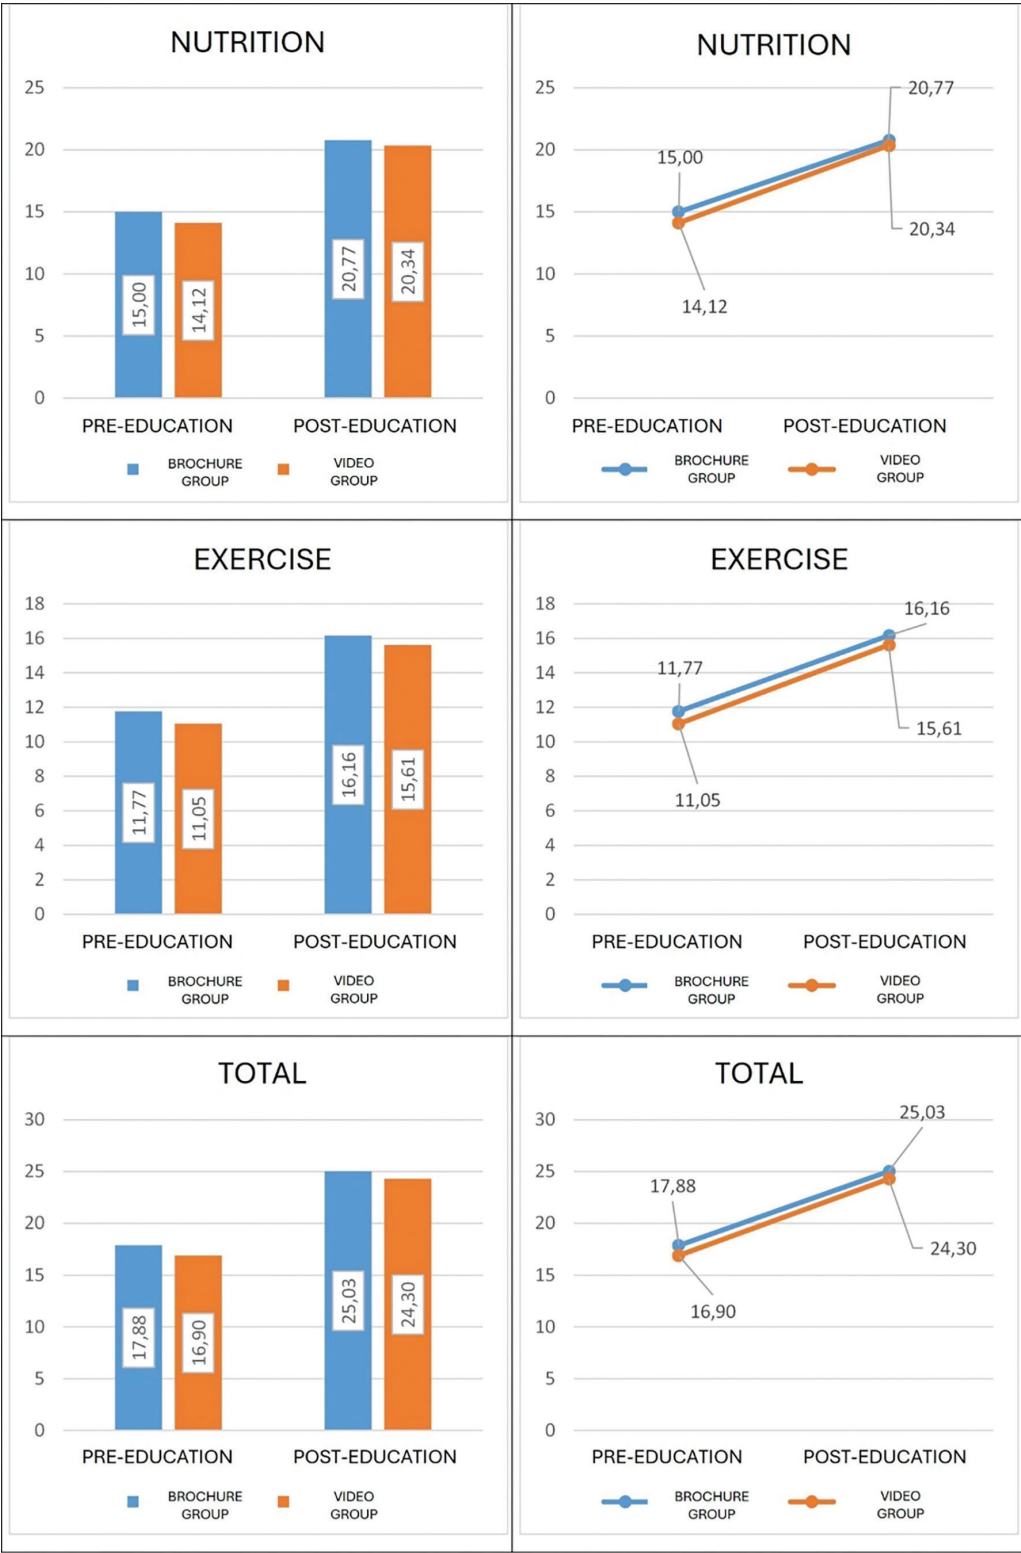 NUTRITION
25
20
15
10
5
0
15,00
14,12
20,77
20,34
PRE-EDUCATION POST-EDUCATION
BROCHURE GROUP
VIDEO GROUP
NUTRITION
25
20
15
10
5
0
15,00
14,12
20,77
20,34
PRE-EDUCATION POST-EDUCATION
BROCHURE GROUP
VIDEO GROUP
EXERCISE
18
16
14
12
10
8
6
4
2
0
11,77
11,05
16,16
15,61
PRE-EDUCATION POST-EDUCATION
BROCHURE GROUP
VIDEO GROUP
EXERCISE
18
16
14
12
10
8
6
4
2
0
11,77
11,05
16,16
15,61
PRE-EDUCATION POST-EDUCATION
BROCHURE GROUP
VIDEO GROUP
TOTAL
30
25
20
15
10
5
0
17,88
16,90
25,03
24,30
PRE-EDUCATION POST-EDUCATION
BROCHURE GROUP
VIDEO GROUP
TOTAL
30
25
20
15
10
5
0
17,88
16,90
25,03
24,30
PRE-EDUCATION POST-EDUCATION
BROCHURE GROUP
VIDEO GROUP